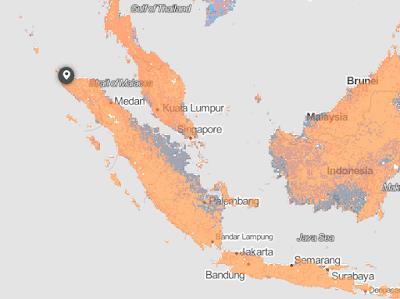 Gulf of Thailand
Strait of Malacca
Medan
Kuala Lumpur
Singapore
Brunei
Malaysia
Indonesia
Palembang
Bandar Lampung
Java Sea
Jakarta
Bandung
Semarang
Surabaya
Denpasar